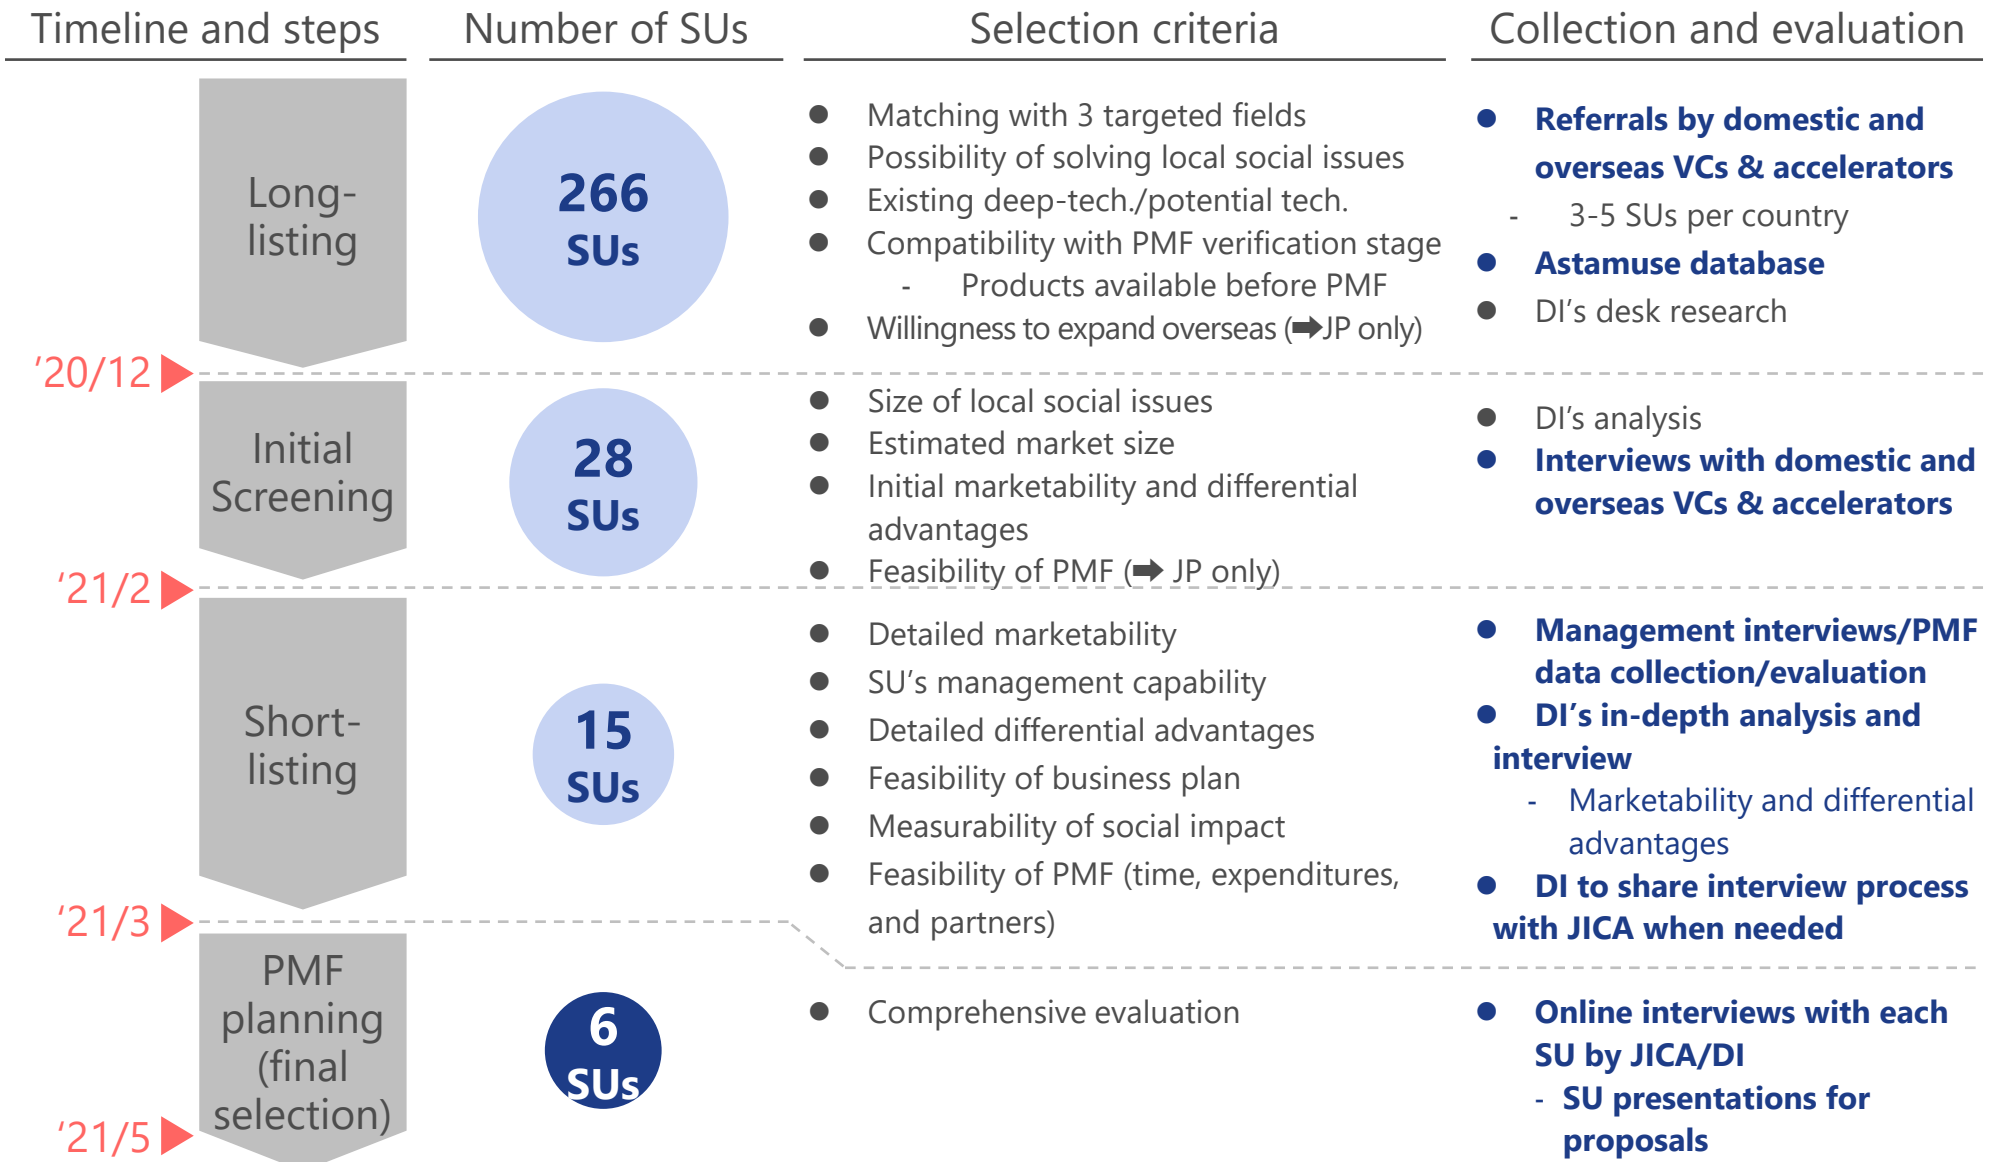 Timeline and steps
Number of SUs
Selection criteria
Collection and evaluation
Long-
listing
266
SUs
● Matching with 3 targeted fields
● Possibility of solving local social issues
● Existing deep-tech./potential tech.
● Compatibility with PMF verification stage
- Products available before PMF
● Willingness to expand overseas (➡JP only)
● Referrals by domestic and
overseas VCs & accelerators
- 3-5 SUs per country
● Astamuse database
● DI's desk research
'20/12
Initial
Screening
28
SUs
● Size of local social issues
● Estimated market size
● Initial marketability and differential
advantages
● Feasibility of PMF (➡ JP only)
● DI's analysis
● Interviews with domestic and
overseas VCs & accelerators
'21/2
Short-
listing
15
SUs
● Detailed marketability
● SU's management capability
● Detailed differential advantages
● Feasibility of business plan
● Measurability of social impact
● Feasibility of PMF (time, expenditures,
and partners)
● Management interviews/PMF
data collection/evaluation
● DI's in-depth analysis and
interview
- Marketability and differential
advantages
● DI to share interview process
with JICA when needed
'21/3
PMF
planning
(final
selection)
6
SUs
● Comprehensive evaluation
● Online interviews with each
SU by JICA/DI
- SU presentations for
proposals
'21/5